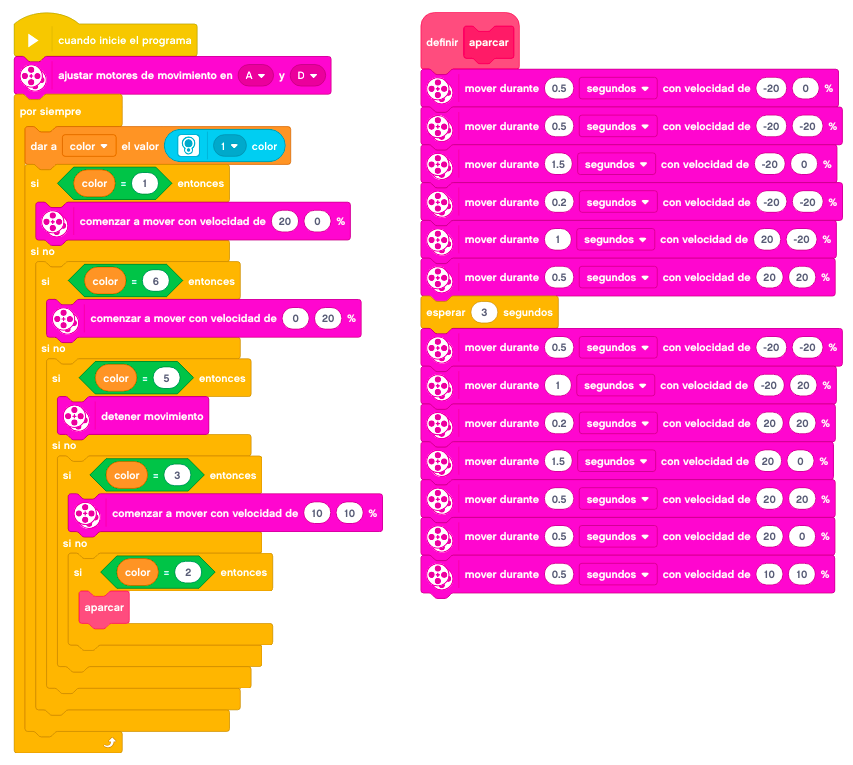 cuando inicie el programa
ajustar motores de movimiento en A y D
por siempre
dar a color el valor 1 color
si color = 1 entonces
comenzar a mover con velocidad de 20 0 %
si no
si color = 6 entonces
comenzar a mover con velocidad de 0 20 %
si no
si color = 5 entonces
detener movimiento
si no
si color = 3 entonces
comenzar a mover con velocidad de 10 10 %
si no
si color = 2 entonces
aparcar
definir aparcar
mover durante 0.5 segundos con velocidad de -20 0 %
mover durante 0.5 segundos con velocidad de -20 -20 %
mover durante 1.5 segundos con velocidad de -20 0 %
mover durante 0.2 segundos con velocidad de -20 -20 %
mover durante 1 segundos con velocidad de 20 -20 %
mover durante 0.5 segundos con velocidad de 20 20 %
esperar 3 segundos
mover durante 0.5 segundos con velocidad de -20 -20 %
mover durante 1 segundos con velocidad de -20 20 %
mover durante 0.2 segundos con velocidad de 20 20 %
mover durante 1.5 segundos con velocidad de 20 0 %
mover durante 0.5 segundos con velocidad de 20 20 %
mover durante 0.5 segundos con velocidad de 20 0 %
mover durante 0.5 segundos con velocidad de 10 10 %